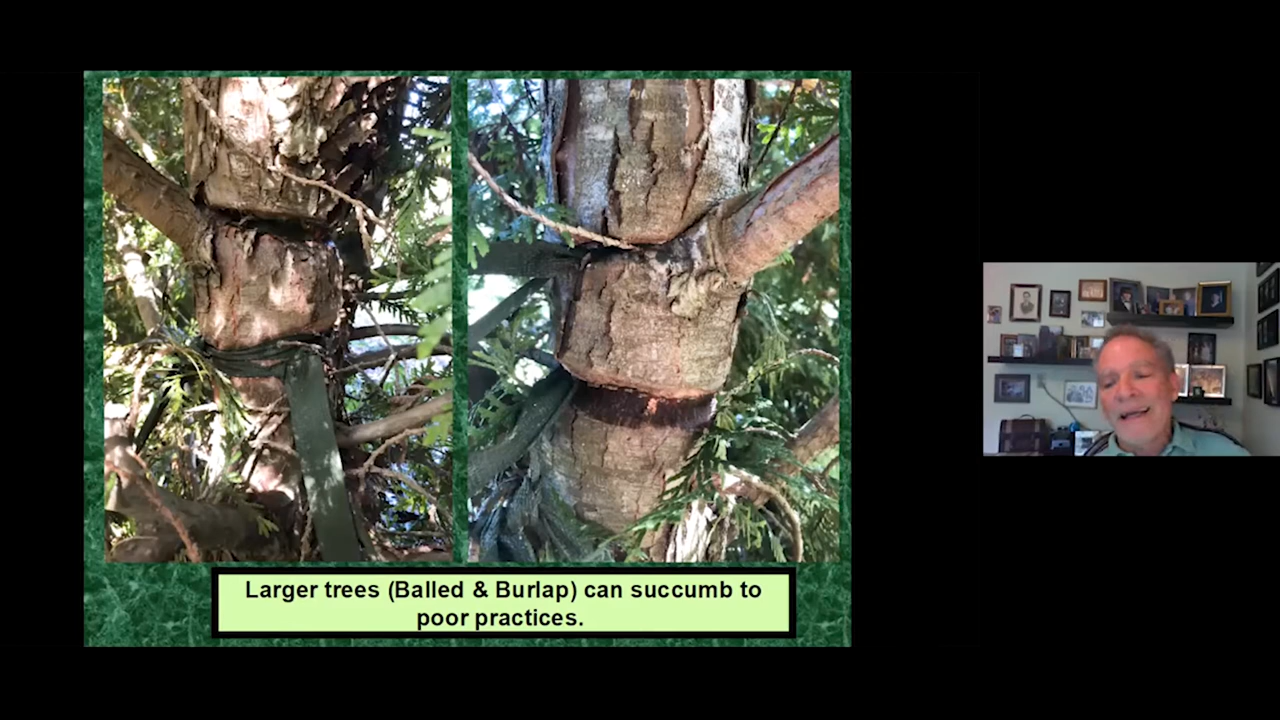 Larger trees (Balled & Burlap) can succumb to
poor practices.